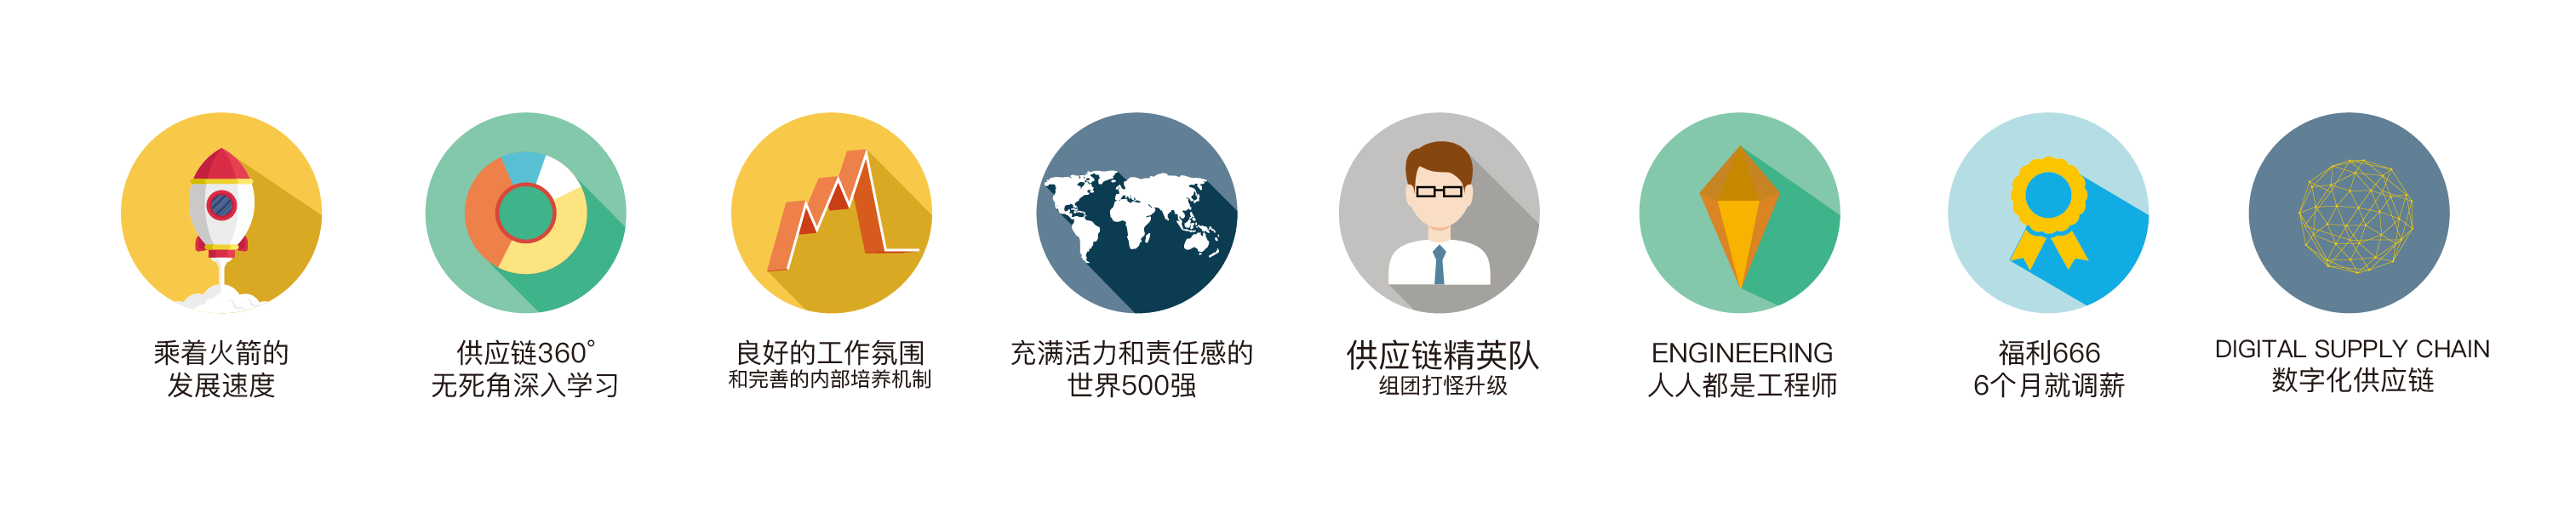 乘着火箭的
发展速度
供应链360°
无死角深入学习
良好的工作氛围
和完善的内部培养机制
充满活力和责任感的
世界500强
供应链精英队
组团打怪升级
ENGINEERING
人人都是工程师
福利666
6个月就调薪
DIGITAL SUPPLY CHAIN
数字化供应链